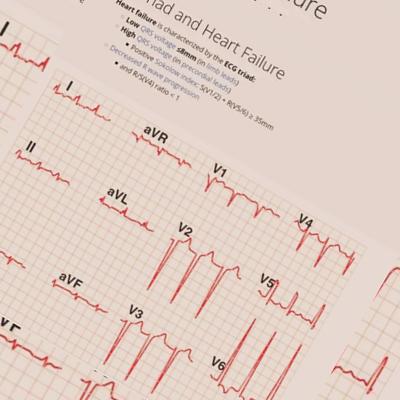 ure
Triad and Heart Failure
Heart failure is characterized by the ECG triad:
Low QRS voltage ≤8mm (in limb leads)
High QRS voltage (in precordial leads)
Positive Sokolow index: S(V1/2) + R(V5/6) ≥ 35mm
Decreased R wave progression
and R/S(V4) ratio < 1
I
I
aVR
V1
V4
II
aVL
V2
V5
aVF
V3
V6